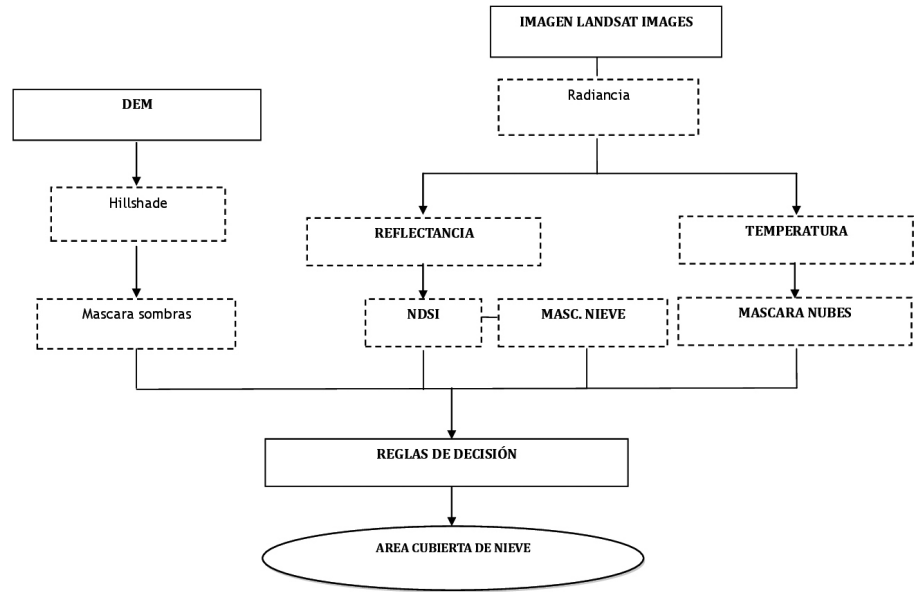 IMAGEN LANDSAT IMAGES
Radiancia
DEM
Hillshade
REFLECTANCIA
TEMPERATURA
Mascara sombras
NDSI
MASC. NIEVE
MASCARA NUBES
REGLAS DE DECISIÓN
AREA CUBIERTA DE NIEVE